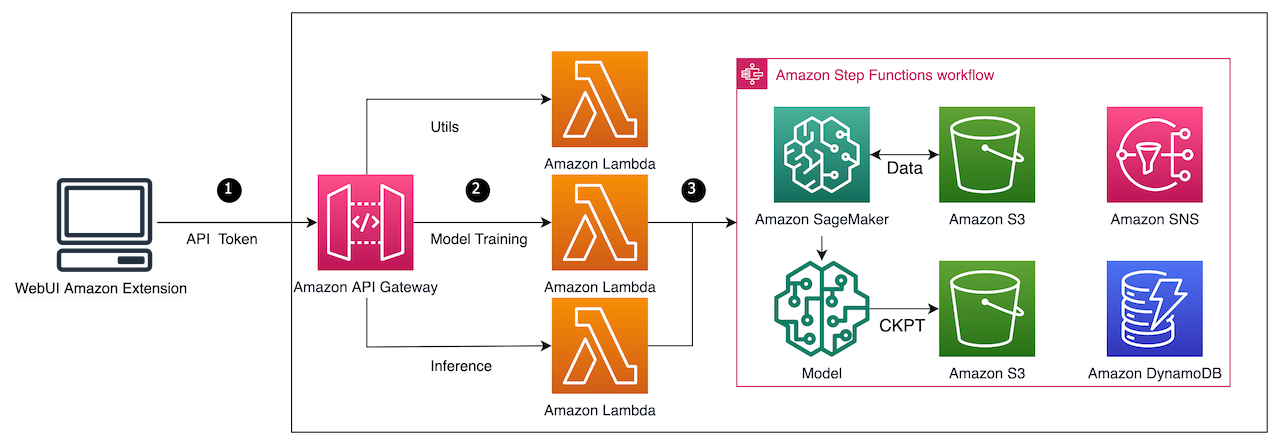 Amazon Step Functions workflow
Utils
Amazon Lambda
1
2
3
Data
API Token
Model Training
Amazon SageMaker
Amazon S3
Amazon SNS
WebUI Amazon Extension
Amazon API Gateway
Amazon Lambda
CKPT
Inference
Model
Amazon S3
Amazon DynamoDB
Amazon Lambda